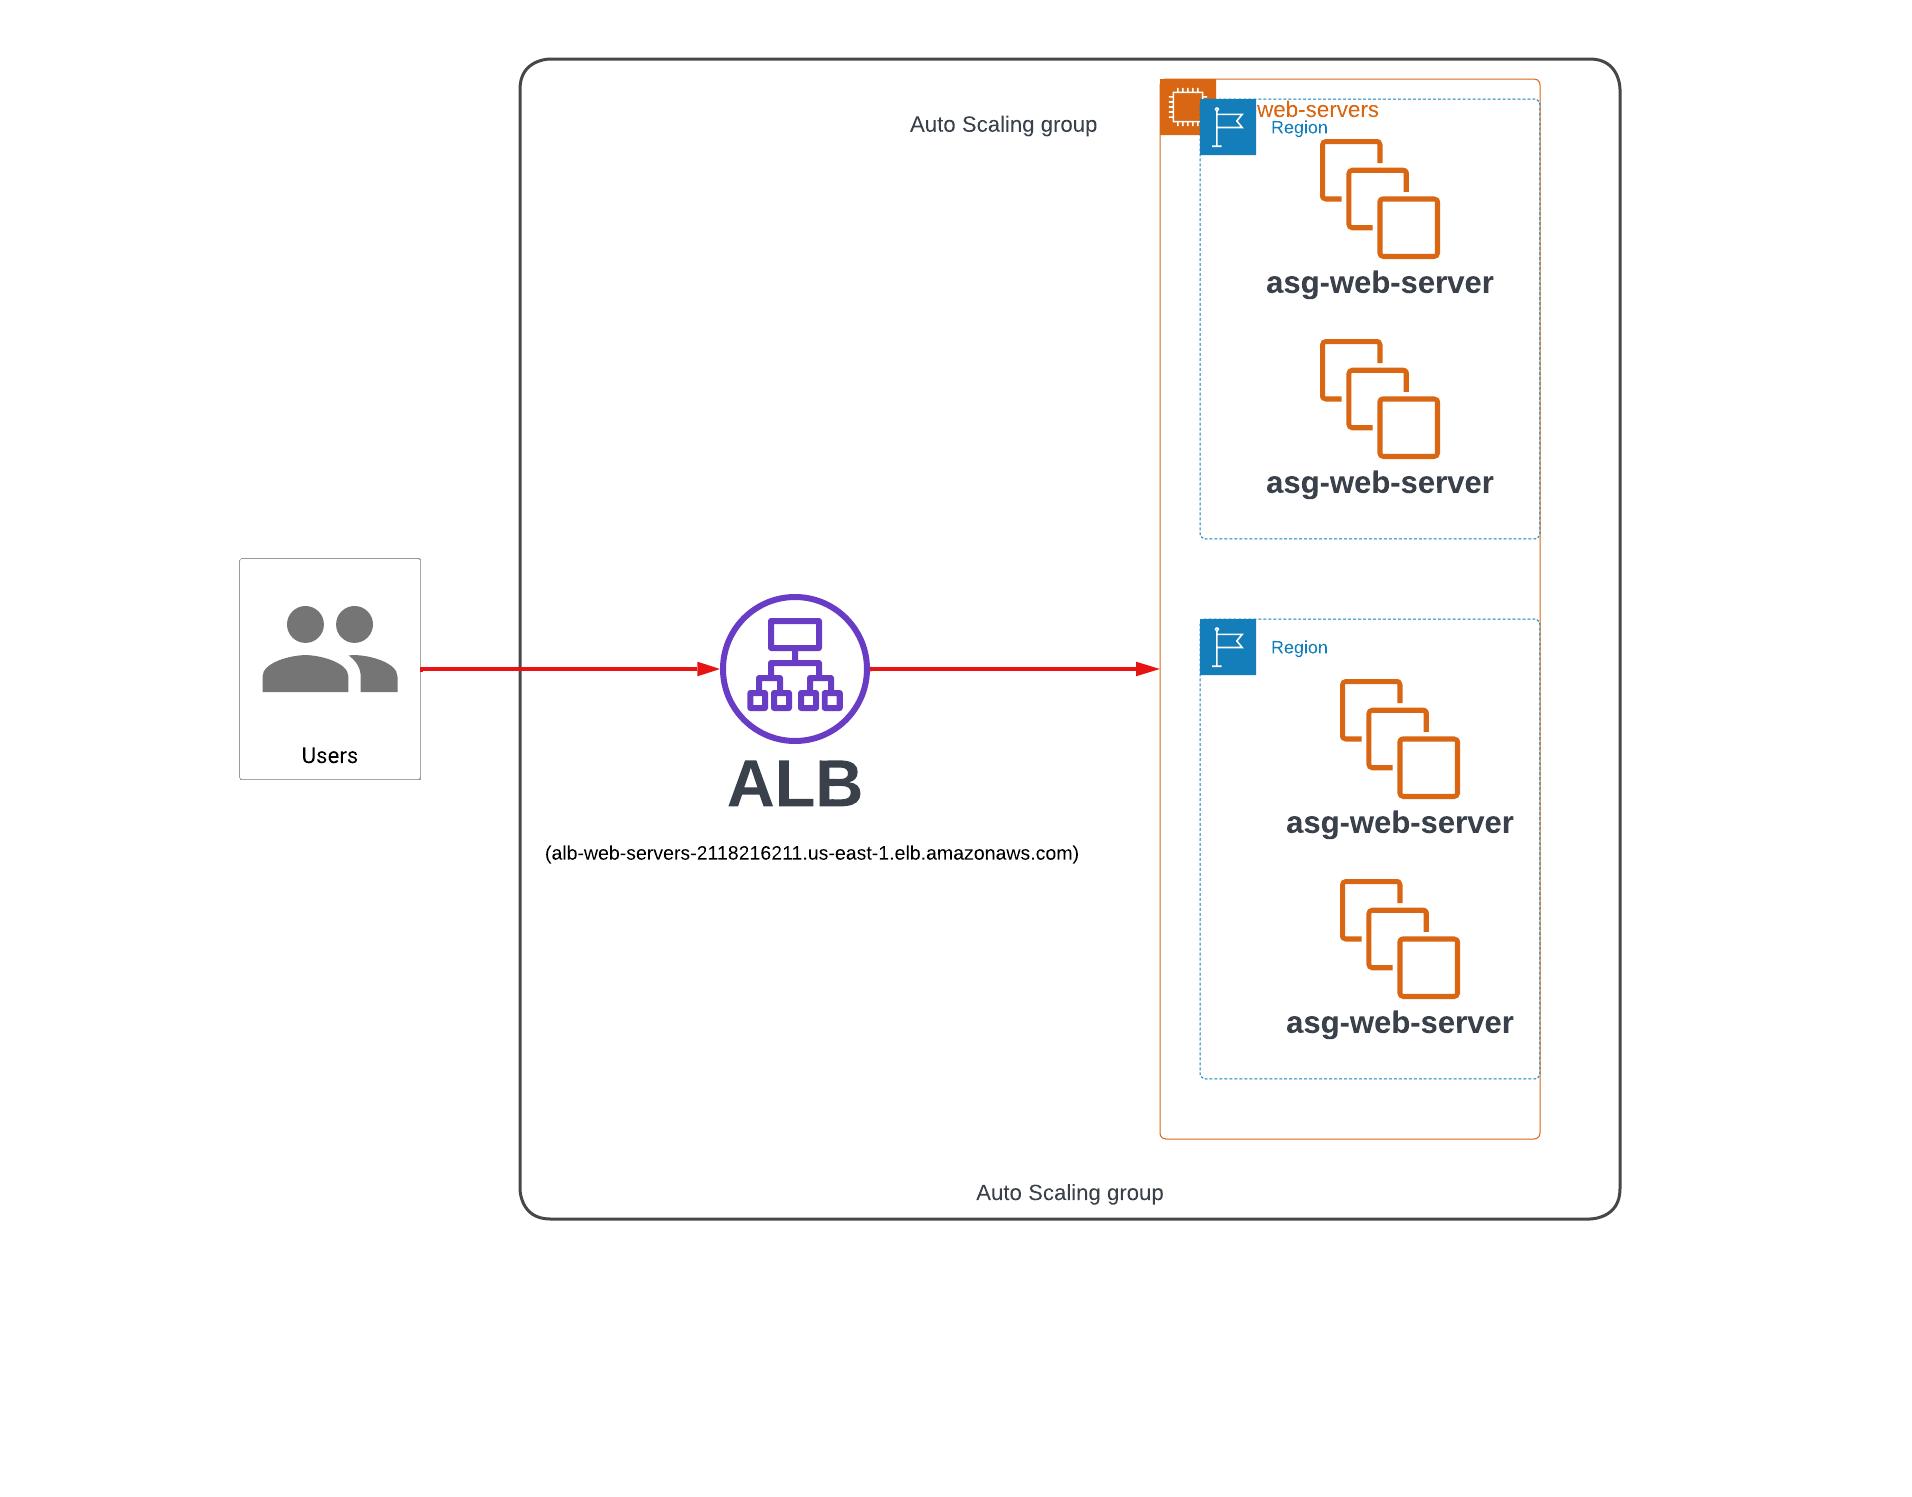 Auto Scaling group
web-servers
Region
asg-web-server
asg-web-server
Region
Users
ALB
(alb-web-servers-2118216211.us-east-1.elb.amazonaws.com)
asg-web-server
asg-web-server
Auto Scaling group